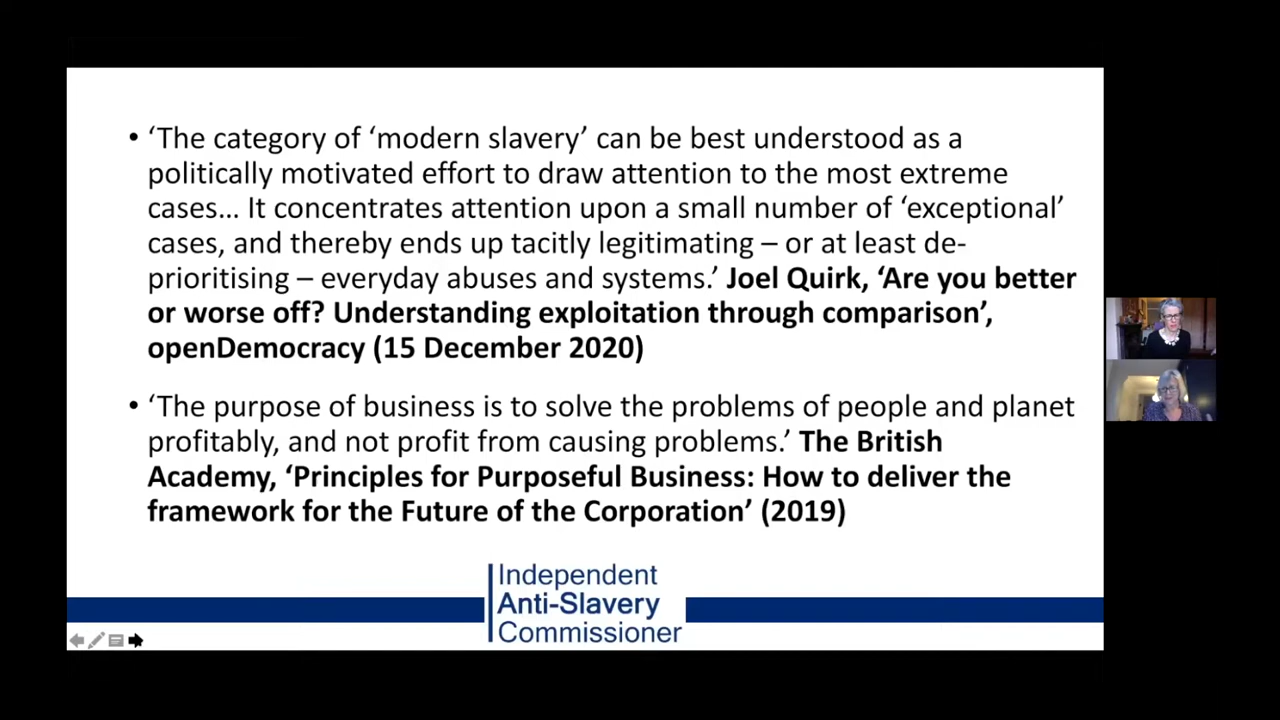 • ‘The category of ‘modern slavery’ can be best understood as a
politically motivated effort to draw attention to the most extreme
cases... It concentrates attention upon a small number of ‘exceptional’
cases, and thereby ends up tacitly legitimating – or at least de-
prioritising – everyday abuses and systems.’ Joel Quirk, ‘Are you better
or worse off? Understanding exploitation through comparison’,
openDemocracy (15 December 2020)
• ‘The purpose of business is to solve the problems of people and planet
profitably, and not profit from causing problems.’ The British
Academy, ‘Principles for Purposeful Business: How to deliver the
framework for the Future of the Corporation’ (2019)
Independent
Anti-Slavery
Commissioner